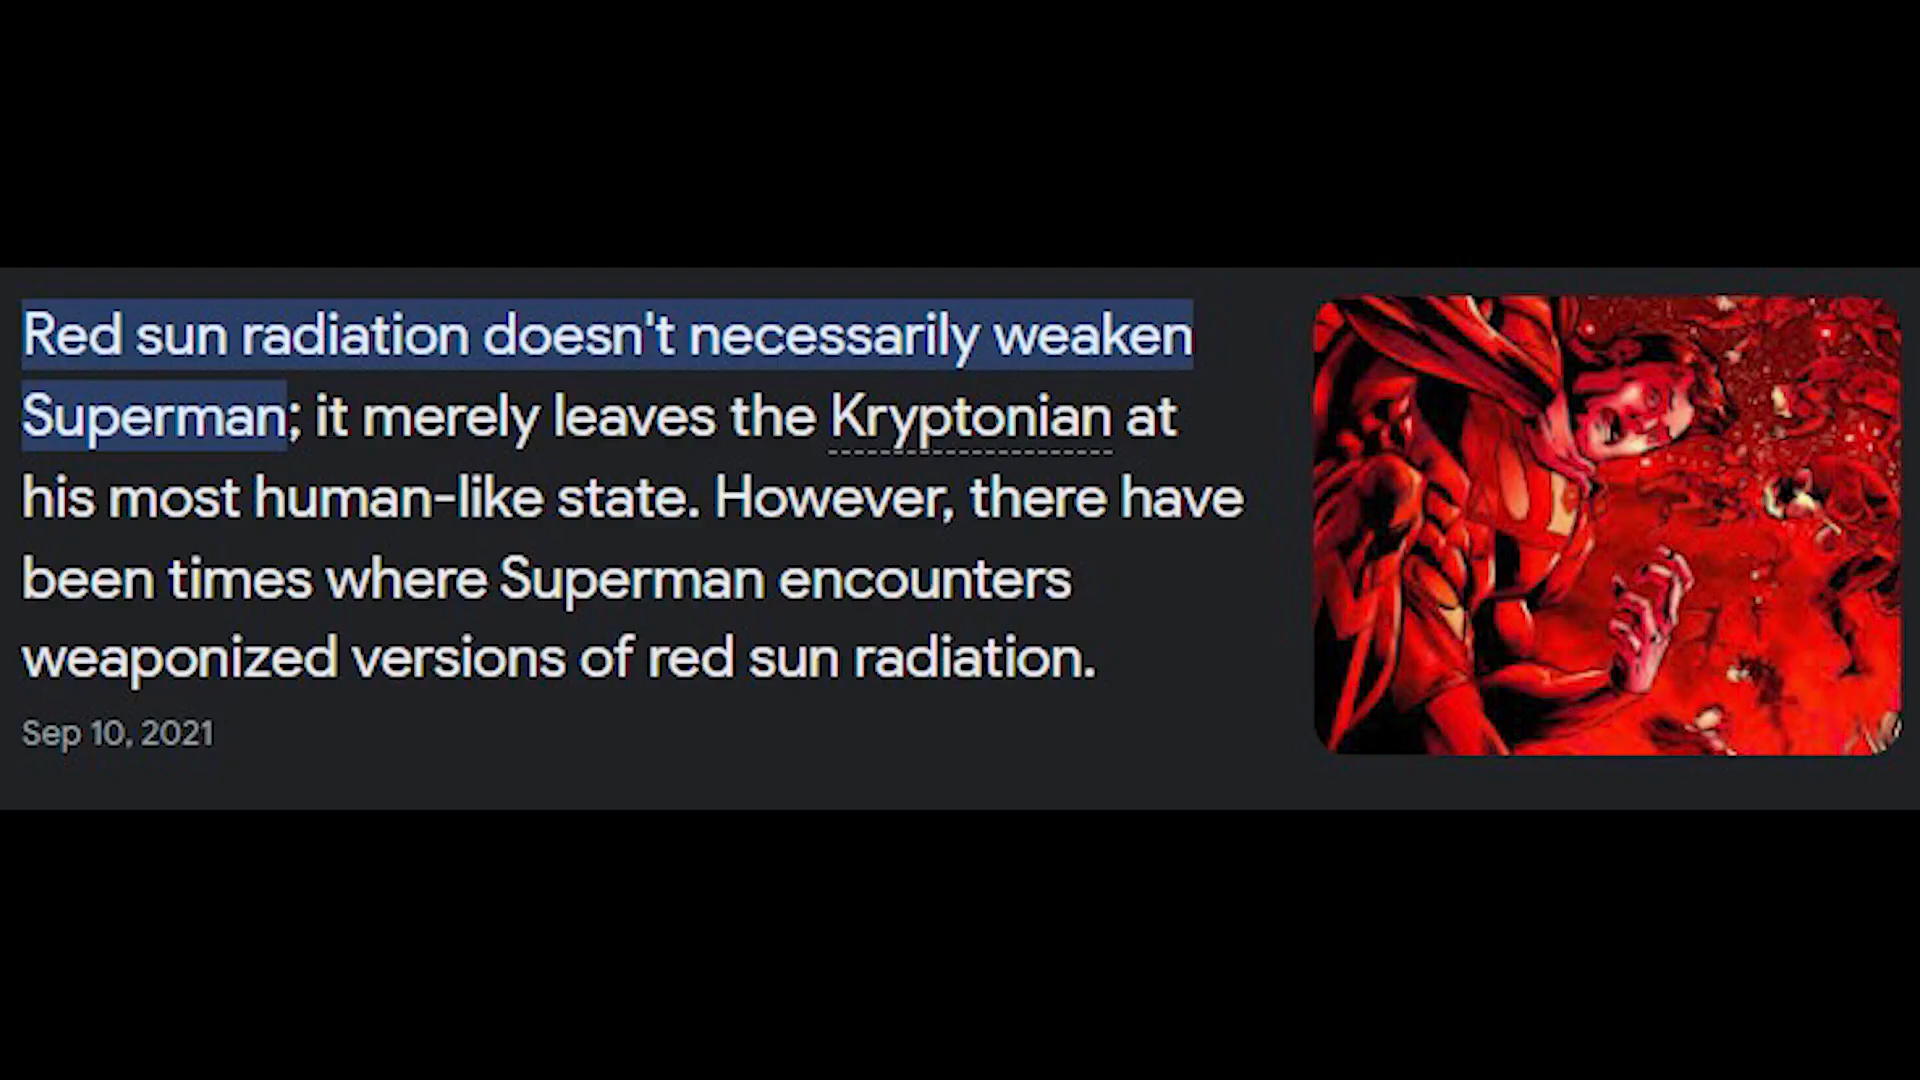 Red sun radiation doesn't necessarily weaken
Superman; it merely leaves the Kryptonian at
his most human-like state. However, there have
been times where Superman encounters
weaponized versions of red sun radiation.
Sep 10, 2021